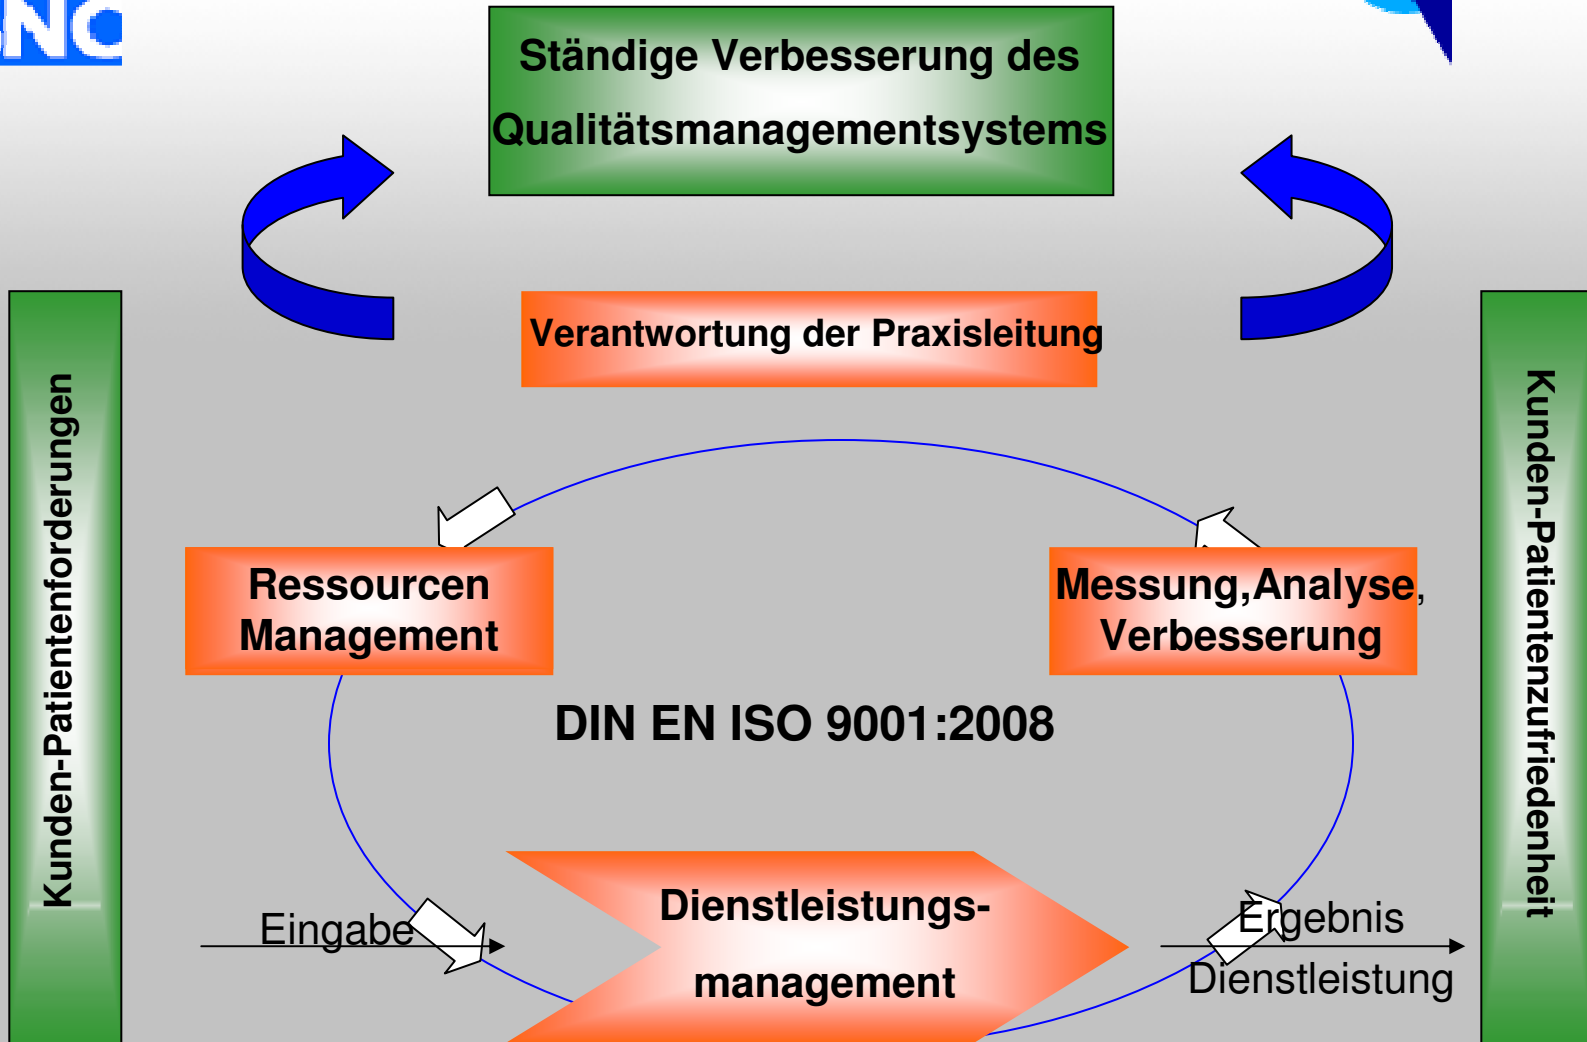 Ständige Verbesserung des
Qualitätsmanagementsystems
Verantwortung der Praxisleitung
Kunden-Patientenforderungen
Kunden-Patientenzufriedenheit
Ressourcen
Management
Messung,Analyse,
Verbesserung
DIN EN ISO 9001:2008
Eingabe
Dienstleistungs-
management
Ergebnis
Dienstleistung